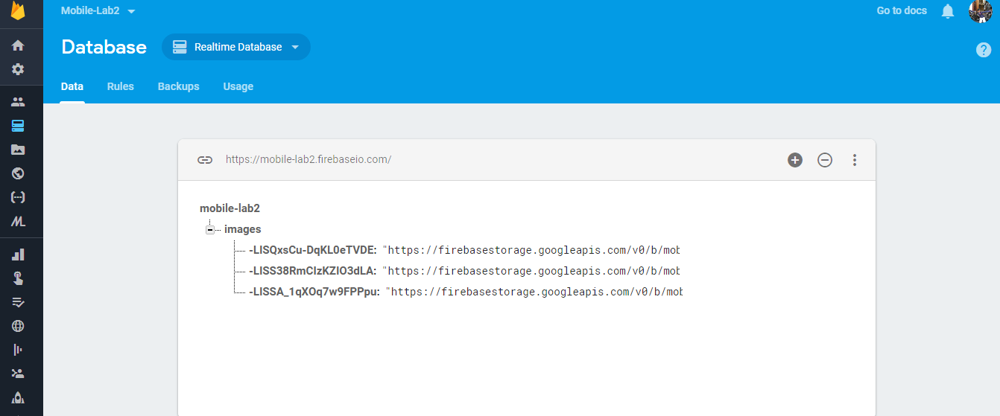 Mobile-Lab2
Go to docs
Database
Realtime Database
Data Rules Backups Usage
https://mobile-lab2.firebaseio.com/
mobile-lab2
images
-LISQxsCu-DqKL0eTVDE: "https://firebasestorage.googleapis.com/v0/b/mob
-LISS38RmCIzKZIO3dLA: "https://firebasestorage.googleapis.com/v0/b/mob
-LISSA_1qXOq7w9FPPpu: "https://firebasestorage.googleapis.com/v0/b/mob